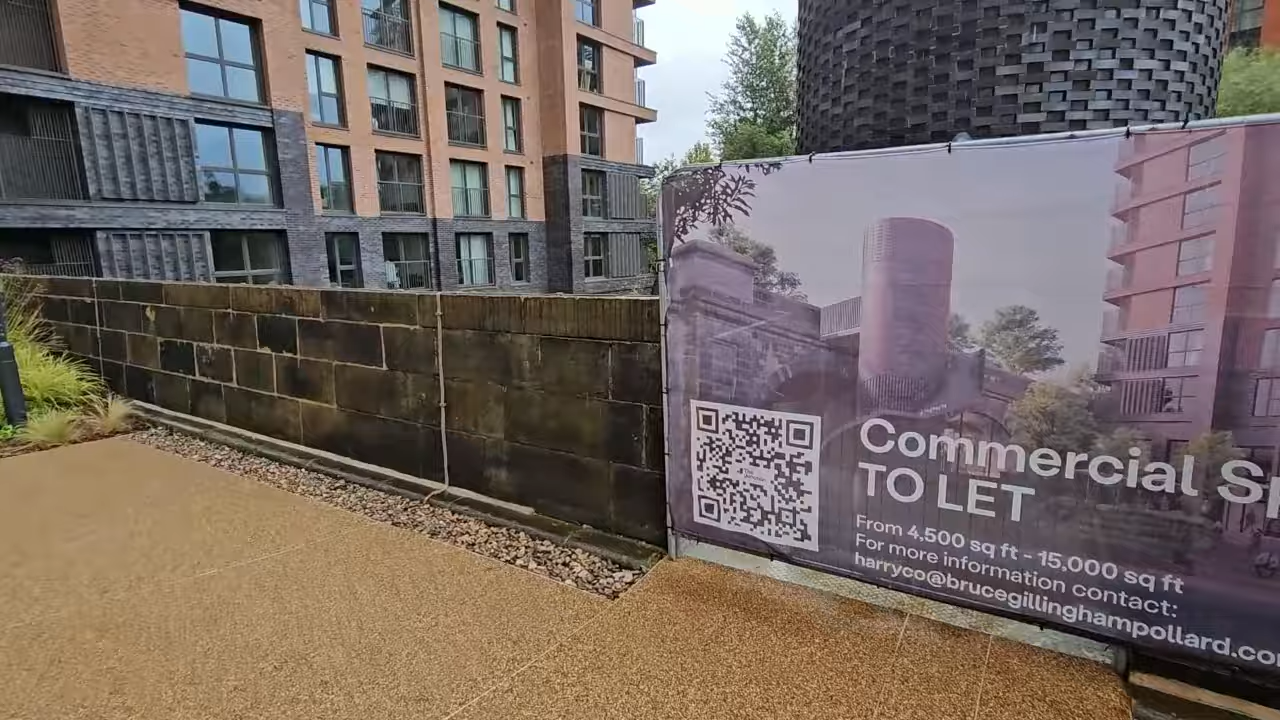 Commercial Sp
TO LET
From 4,500 sq ft - 15,000 sq ft
For more information contact:
harryco@brucegillinghampollard.co